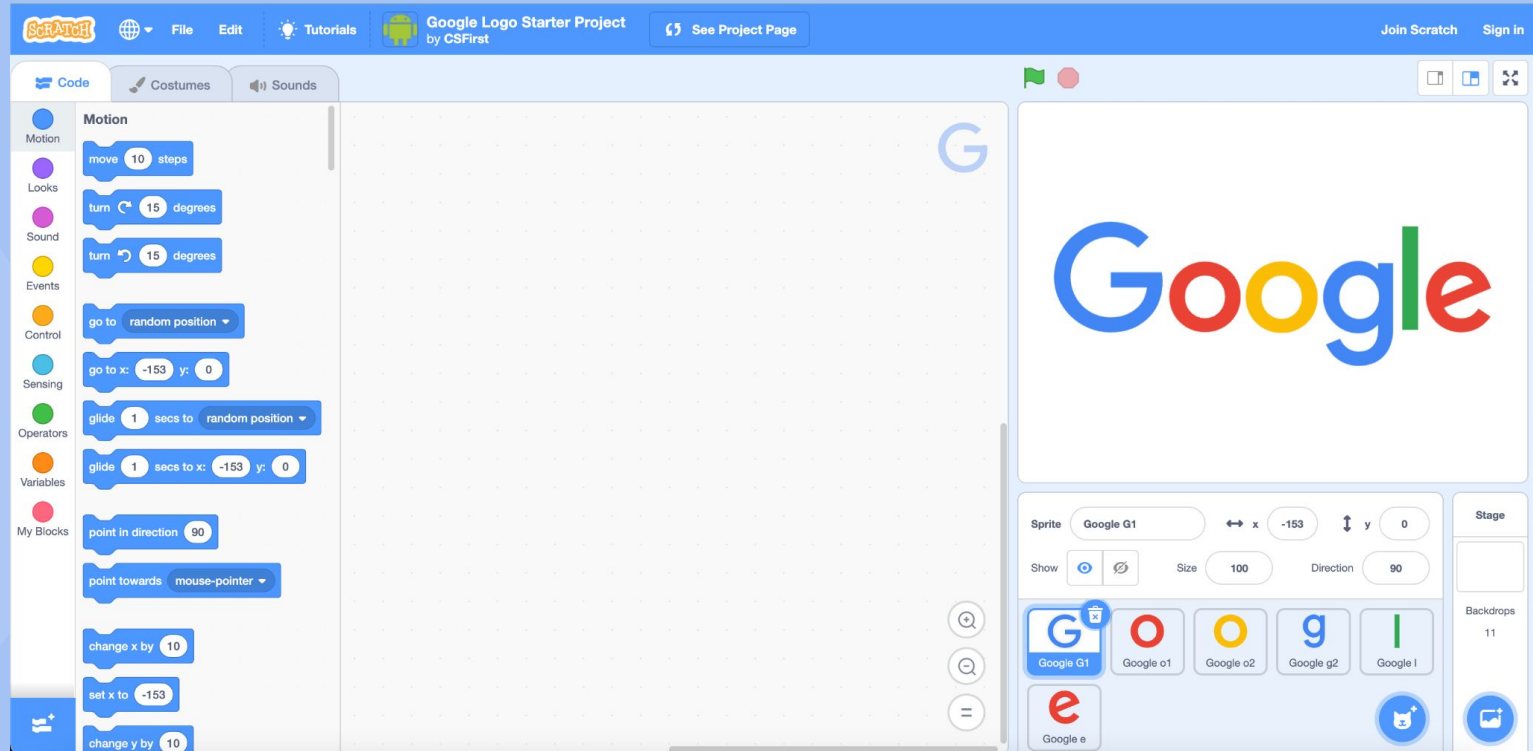 SCRATCH
File
Edit
Tutorials
Google Logo Starter Project
by CSFirst
See Project Page
Join Scratch
Sign in
Code
Costumes
Sounds
Motion
Looks
Sound
Events
Control
Sensing
Operators
Variables
My Blocks
Motion
move 10 steps
turn 15 degrees
turn 15 degrees
go to random position
go to x: -153 y: 0
glide 1 secs to random position
glide 1 secs to x: -153 y: 0
point in direction 90
point towards mouse-pointer
change x by 10
set x to -153
change y by 10
G
Google
Sprite Google G1 x -153 y 0
Show Size 100 Direction 90
G
o
o
g
l
Google G1
Google o1
Google o2
Google g2
Google l
e
Google e
Stage
Backdrops
11